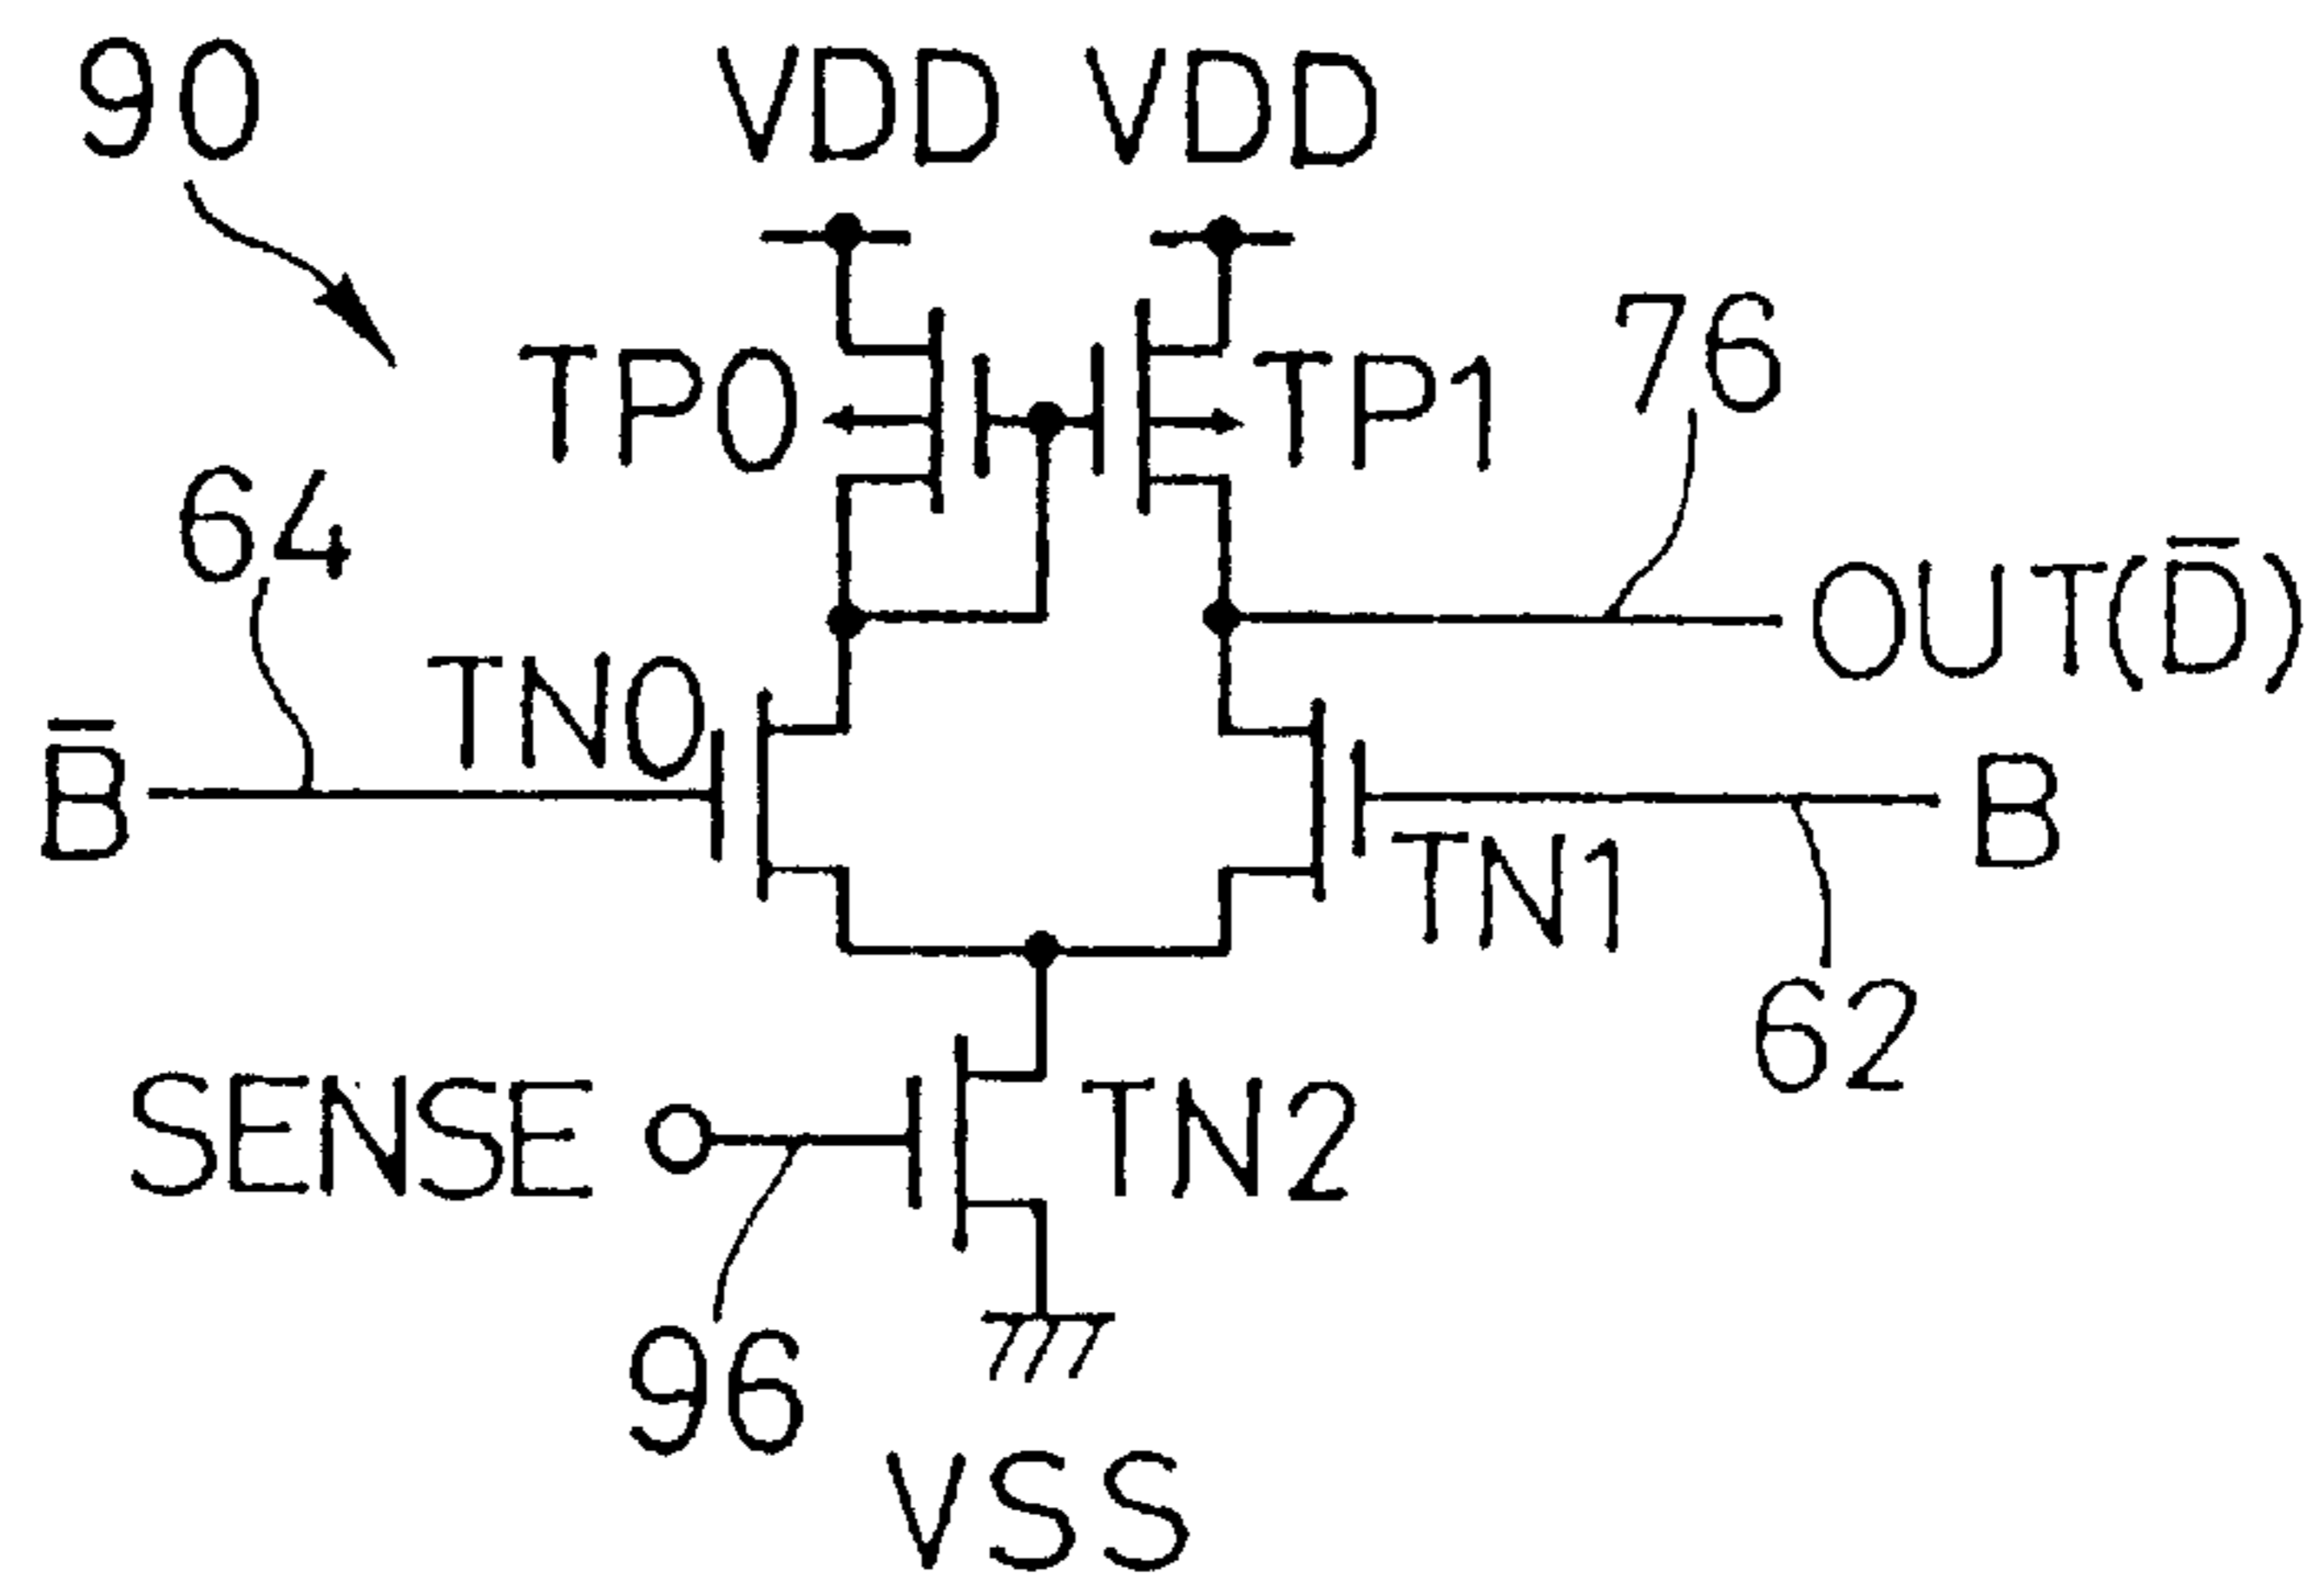 90
VDD VDD
TP0
TP1
76
64
OUT(D̅)
TN0
B̅
B
TN1
62
SENSE
TN2
96
VSS